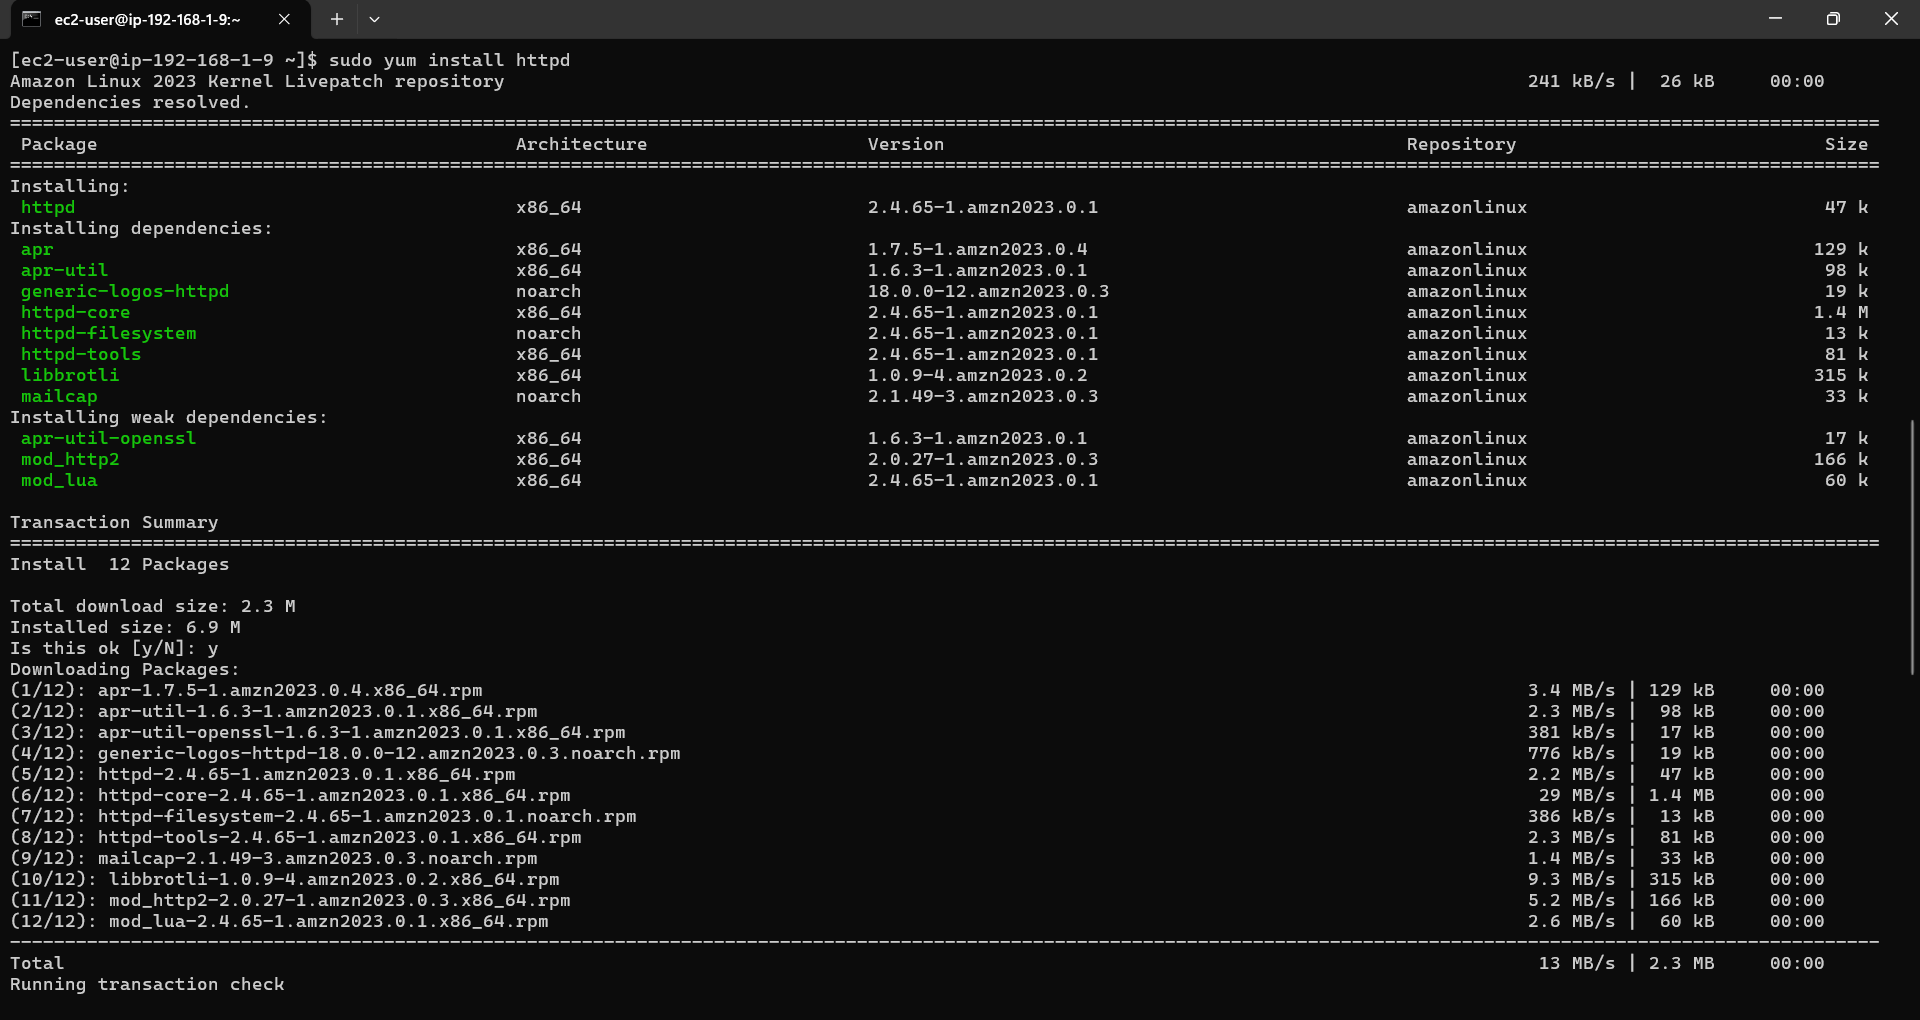 ec2-user@ip-192-168-1-9:~
[ec2-user@ip-192-168-1-9 ~]$ sudo yum install httpd
Amazon Linux 2023 Kernel Livepatch repository 241 kB/s | 26 kB 00:00
Dependencies resolved.
================================================================================
Package Architecture Version Repository Size
================================================================================
Installing:
httpd x86_64 2.4.65-1.amzn2023.0.1 amazonlinux 47 k
Installing dependencies:
apr x86_64 1.7.5-1.amzn2023.0.4 amazonlinux 129 k
apr-util x86_64 1.6.3-1.amzn2023.0.1 amazonlinux 98 k
generic-logos-httpd noarch 18.0.0-12.amzn2023.0.3 amazonlinux 19 k
httpd-core x86_64 2.4.65-1.amzn2023.0.1 amazonlinux 1.4 M
httpd-filesystem noarch 2.4.65-1.amzn2023.0.1 amazonlinux 13 k
httpd-tools x86_64 2.4.65-1.amzn2023.0.1 amazonlinux 81 k
libbrotli x86_64 1.0.9-4.amzn2023.0.2 amazonlinux 315 k
mailcap noarch 2.1.49-3.amzn2023.0.3 amazonlinux 33 k
Installing weak dependencies:
apr-util-openssl x86_64 1.6.3-1.amzn2023.0.1 amazonlinux 17 k
mod_http2 x86_64 2.0.27-1.amzn2023.0.3 amazonlinux 166 k
mod_lua x86_64 2.4.65-1.amzn2023.0.1 amazonlinux 60 k
Transaction Summary
================================================================================
Install 12 Packages
Total download size: 2.3 M
Installed size: 6.9 M
Is this ok [y/N]: y
Downloading Packages:
(1/12): apr-1.7.5-1.amzn2023.0.4.x86_64.rpm 3.4 MB/s | 129 kB 00:00
(2/12): apr-util-1.6.3-1.amzn2023.0.1.x86_64.rpm 2.3 MB/s | 98 kB 00:00
(3/12): apr-util-openssl-1.6.3-1.amzn2023.0.1.x86_64.rpm 381 kB/s | 17 kB 00:00
(4/12): generic-logos-httpd-18.0.0-12.amzn2023.0.3.noarch.rpm 776 kB/s | 19 kB 00:00
(5/12): httpd-2.4.65-1.amzn2023.0.1.x86_64.rpm 2.2 MB/s | 47 kB 00:00
(6/12): httpd-core-2.4.65-1.amzn2023.0.1.x86_64.rpm 29 MB/s | 1.4 MB 00:00
(7/12): httpd-filesystem-2.4.65-1.amzn2023.0.1.noarch.rpm 386 kB/s | 13 kB 00:00
(8/12): httpd-tools-2.4.65-1.amzn2023.0.1.x86_64.rpm 2.3 MB/s | 81 kB 00:00
(9/12): mailcap-2.1.49-3.amzn2023.0.3.noarch.rpm 1.4 MB/s | 33 kB 00:00
(10/12): libbrotli-1.0.9-4.amzn2023.0.2.x86_64.rpm 9.3 MB/s | 315 kB 00:00
(11/12): mod_http2-2.0.27-1.amzn2023.0.3.x86_64.rpm 5.2 MB/s | 166 kB 00:00
(12/12): mod_lua-2.4.65-1.amzn2023.0.1.x86_64.rpm 2.6 MB/s | 60 kB 00:00
--------------------------------------------------------------------------------
Total 13 MB/s | 2.3 MB 00:00
Running transaction check